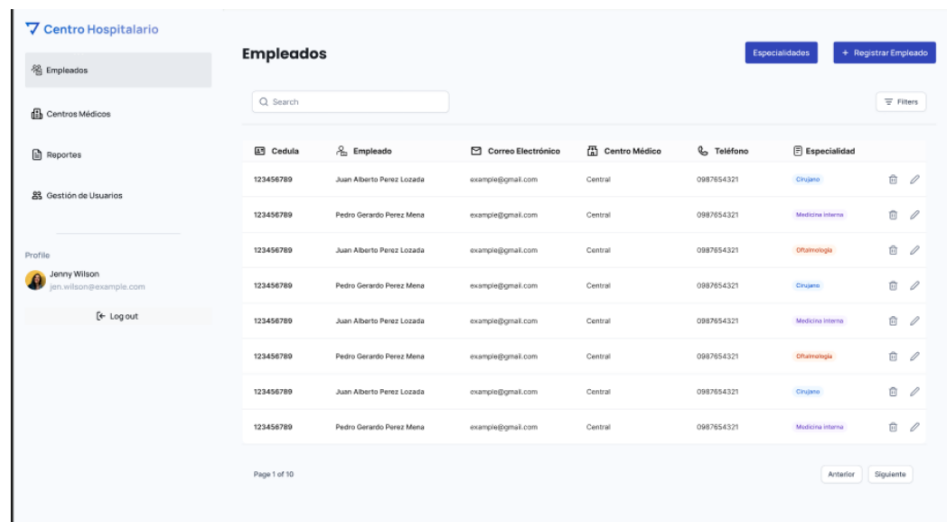 Centro Hospitalario
Empleados
Centros Médicos
Reportes
Gestión de Usuarios
Profile
Jenny Wilson
jen.wilson@example.com
Log out
Empleados
Especialidades
+ Registrar Empleado
Search
Filters
Cedula Empleado Correo Electrónico Centro Médico Teléfono Especialidad
123456789 Juan Alberto Perez Lozada example@gmail.com Central 0987654321 Cirujano
123456789 Pedro Gerardo Perez Mena example@gmail.com Central 0987654321 Medicina interna
123456789 Juan Alberto Perez Lozada example@gmail.com Central 0987654321 Oftalmología
123456789 Pedro Gerardo Perez Mena example@gmail.com Central 0987654321 Cirujano
123456789 Juan Alberto Perez Lozada example@gmail.com Central 0987654321 Medicina interna
123456789 Pedro Gerardo Perez Mena example@gmail.com Central 0987654321 Oftalmología
123456789 Juan Alberto Perez Lozada example@gmail.com Central 0987654321 Cirujano
123456789 Pedro Gerardo Perez Mena example@gmail.com Central 0987654321 Medicina interna
Page 1 of 10
Anterior
Siguiente